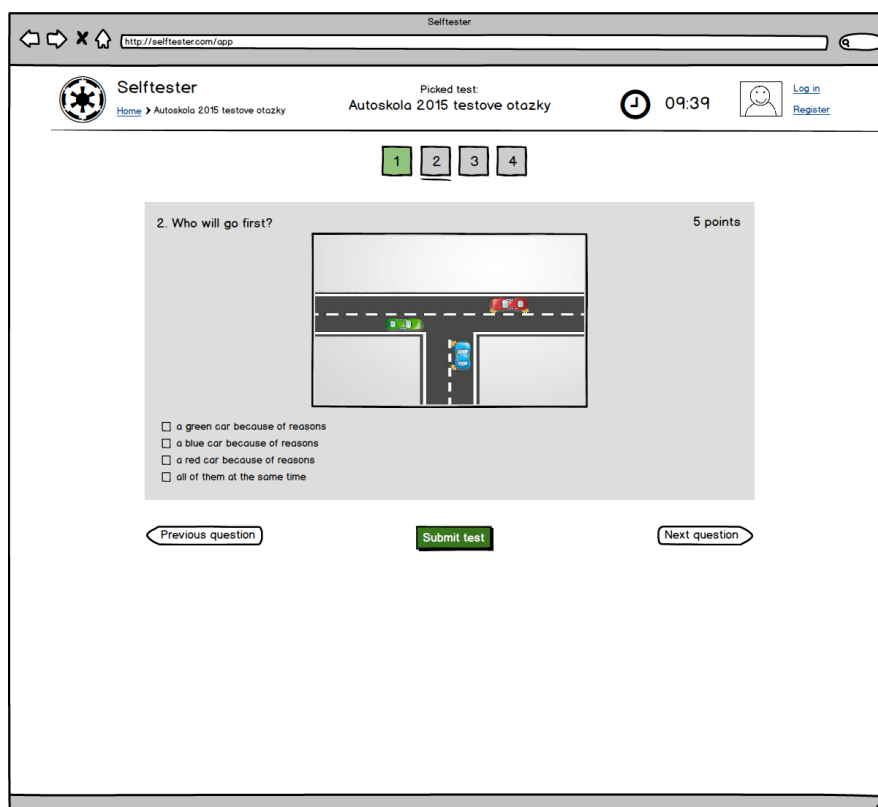 Selftester
http://selftester.com/app
Selftester
Home > Autoskola 2015 testove otazky
Picked test:
Autoskola 2015 testove otazky
09:39
Log in
Register
1 2 3 4
2. Who will go first? 5 points
a green car because of reasons
a blue car because of reasons
a red car because of reasons
all of them at the same time
Previous question Submit test Next question